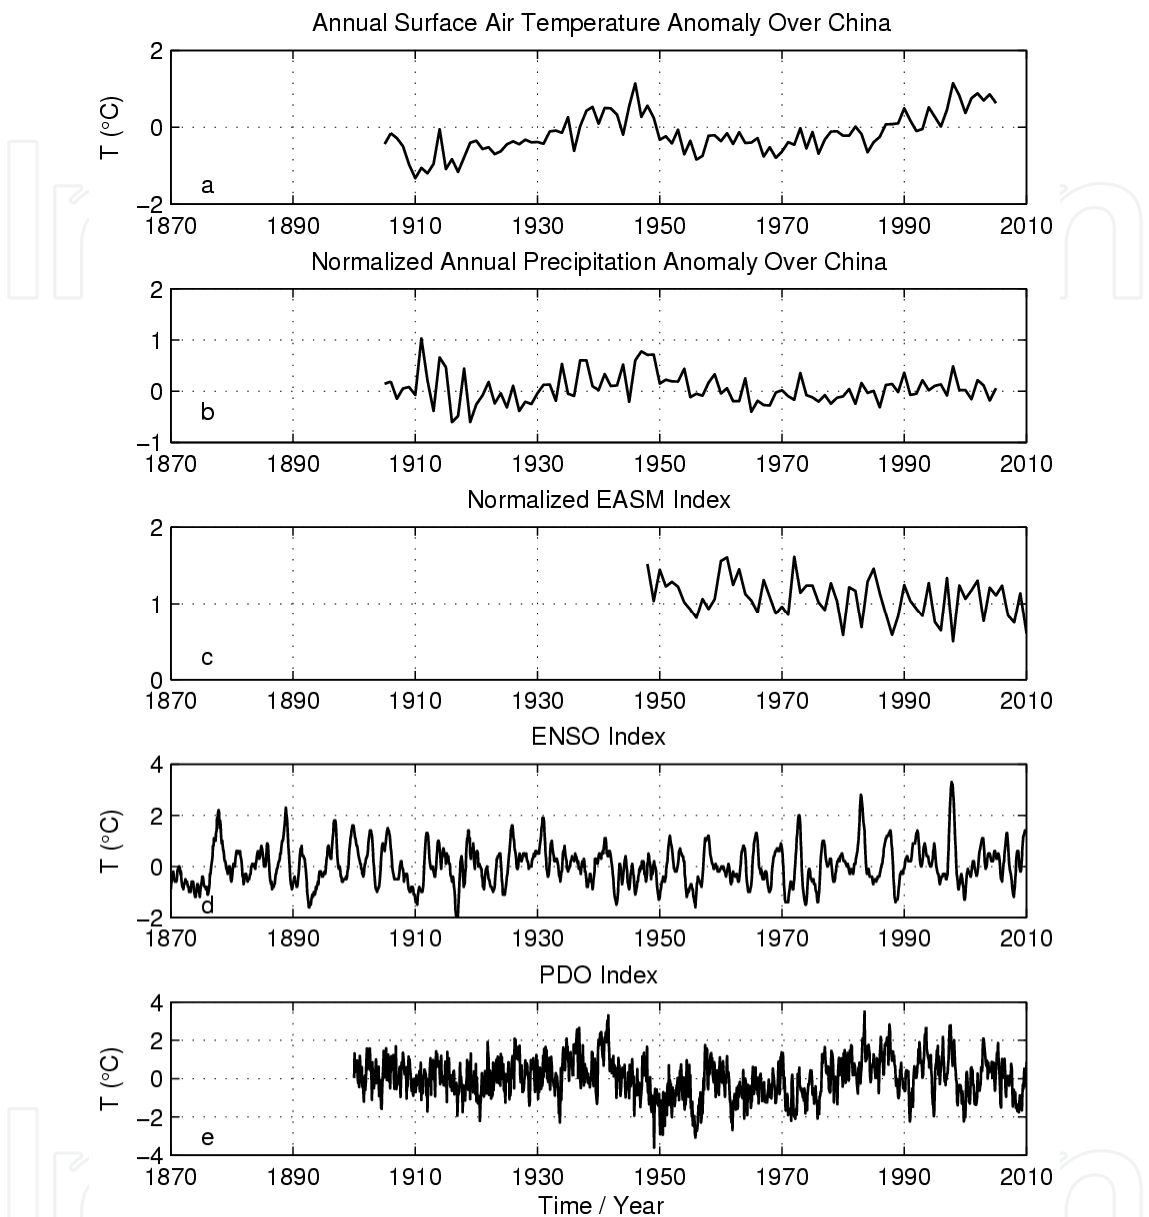 Annual Surface Air Temperature Anomaly Over China
2
0
−2
T (°C)
a
1870 1890 1910 1930 1950 1970 1990 2010
Normalized Annual Precipitation Anomaly Over China
2
1
0
−1
b
1870 1890 1910 1930 1950 1970 1990 2010
Normalized EASM Index
2
1
0
c
1870 1890 1910 1930 1950 1970 1990 2010
ENSO Index
4
2
0
−2
T (°C)
d
1870 1890 1910 1930 1950 1970 1990 2010
PDO Index
4
2
0
−2
−4
T (°C)
e
1870 1890 1910 1930 1950 1970 1990 2010
Time / Year